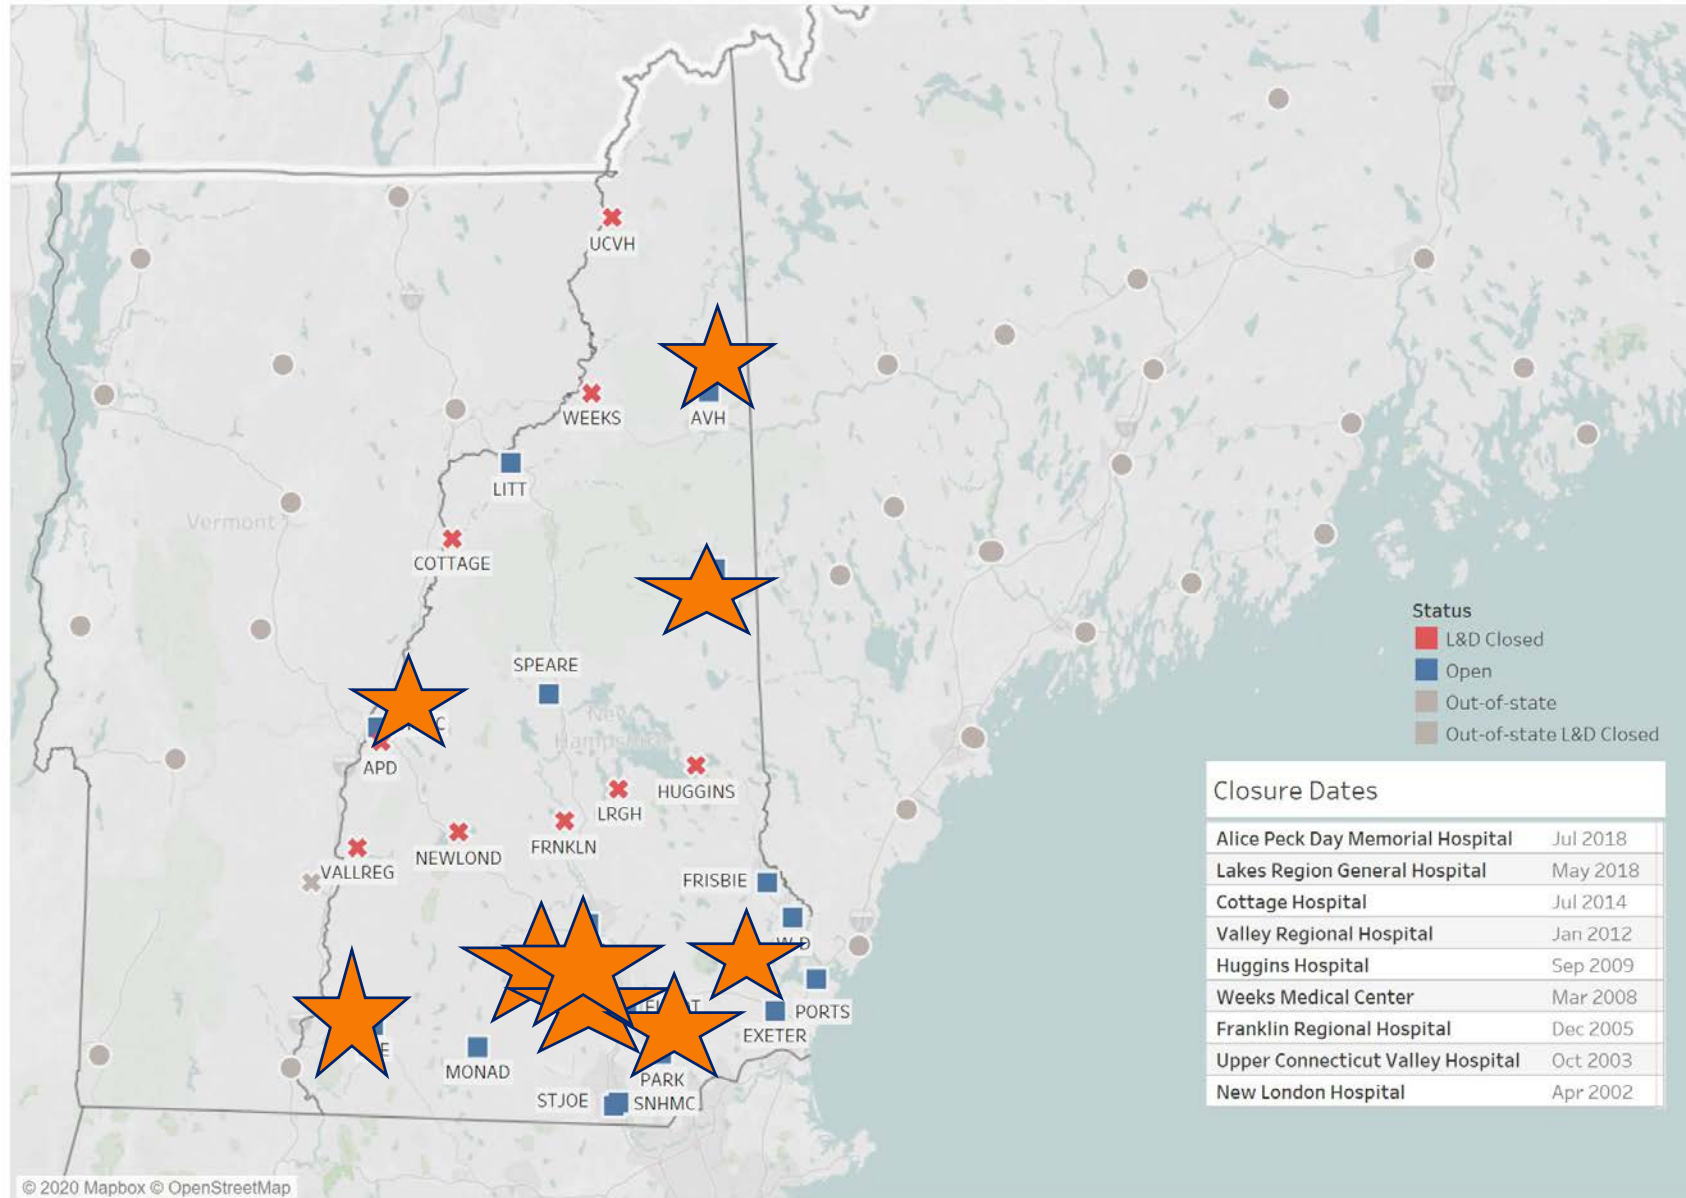 UCVH
WEEKS
AVH
LITT
Vermont
COTTAGE
SPEARE
New
Hampshire
APD
HUGGINS
LRGH
FRNKLN
NEWLOND
VALLREG
FRISBIE
W-D
PORTS
EXETER
MONAD
PARK
STJOE
SNHMC
Status
L&D Closed
Open
Out-of-state
Out-of-state L&D Closed
Closure Dates
Alice Peck Day Memorial Hospital Jul 2018
Lakes Region General Hospital May 2018
Cottage Hospital Jul 2014
Valley Regional Hospital Jan 2012
Huggins Hospital Sep 2009
Weeks Medical Center Mar 2008
Franklin Regional Hospital Dec 2005
Upper Connecticut Valley Hospital Oct 2003
New London Hospital Apr 2002
© 2020 Mapbox © OpenStreetMap